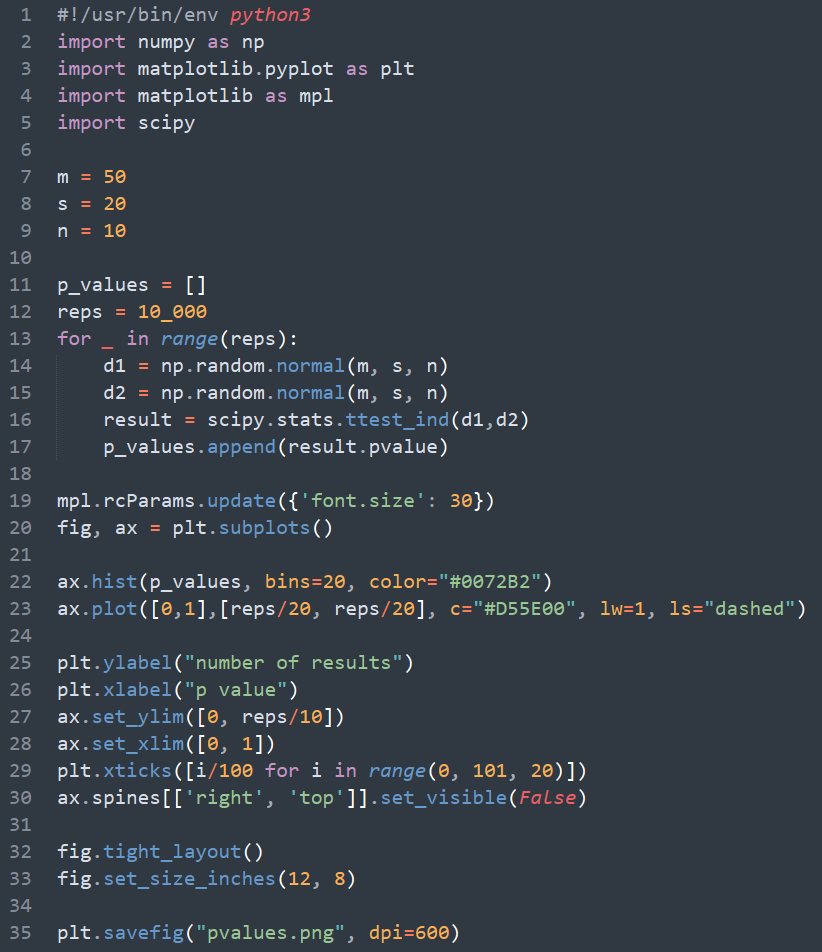 1 #!/usr/bin/env python3
2 import numpy as np
3 import matplotlib.pyplot as plt
4 import matplotlib as mpl
5 import scipy
6
7 m = 50
8 s = 20
9 n = 10
10
11 p_values = []
12 reps = 10_000
13 for _ in range(reps):
14     d1 = np.random.normal(m, s, n)
15     d2 = np.random.normal(m, s, n)
16     result = scipy.stats.ttest_ind(d1,d2)
17     p_values.append(result.pvalue)
18
19 mpl.rcParams.update({'font.size': 30})
20 fig, ax = plt.subplots()
21
22 ax.hist(p_values, bins=20, color="#0072B2")
23 ax.plot([0,1],[reps/20, reps/20], c="#D55E00", lw=1, ls="dashed")
24
25 plt.ylabel("number of results")
26 plt.xlabel("p value")
27 ax.set_ylim([0, reps/10])
28 ax.set_xlim([0, 1])
29 plt.xticks([i/100 for i in range(0, 101, 20)])
30 ax.spines[['right', 'top']].set_visible(False)
31
32 fig.tight_layout()
33 fig.set_size_inches(12, 8)
34
35 plt.savefig("pvalues.png", dpi=600)